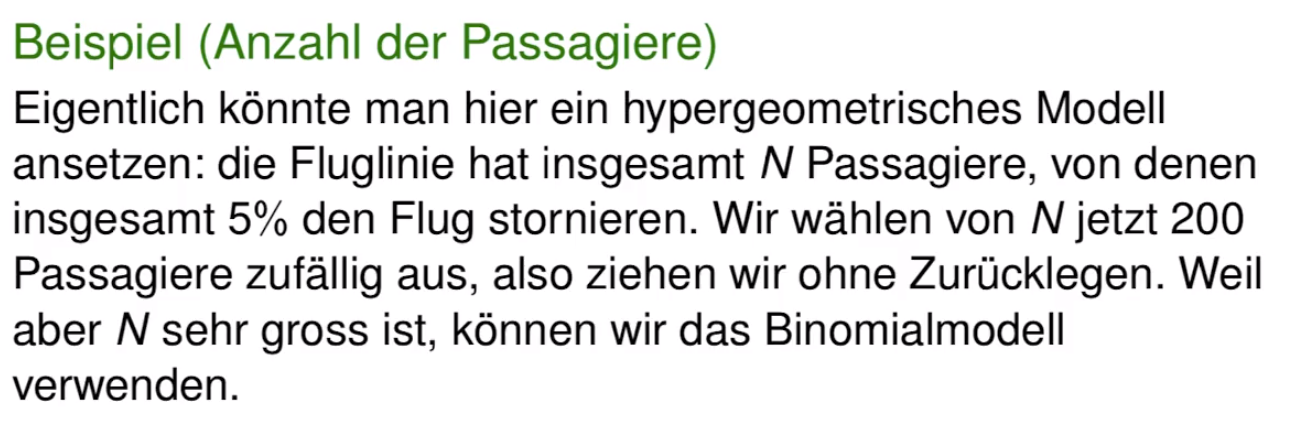 Beispiel (Anzahl der Passagiere)
Eigentlich könnte man hier ein hypergeometrisches Modell
ansetzen: die Fluglinie hat insgesamt N Passagiere, von denen
insgesamt 5% den Flug stornieren. Wir wählen von N jetzt 200
Passagiere zufällig aus, also ziehen wir ohne Zurücklegen. Weil
aber N sehr gross ist, können wir das Binomialmodell
verwenden.